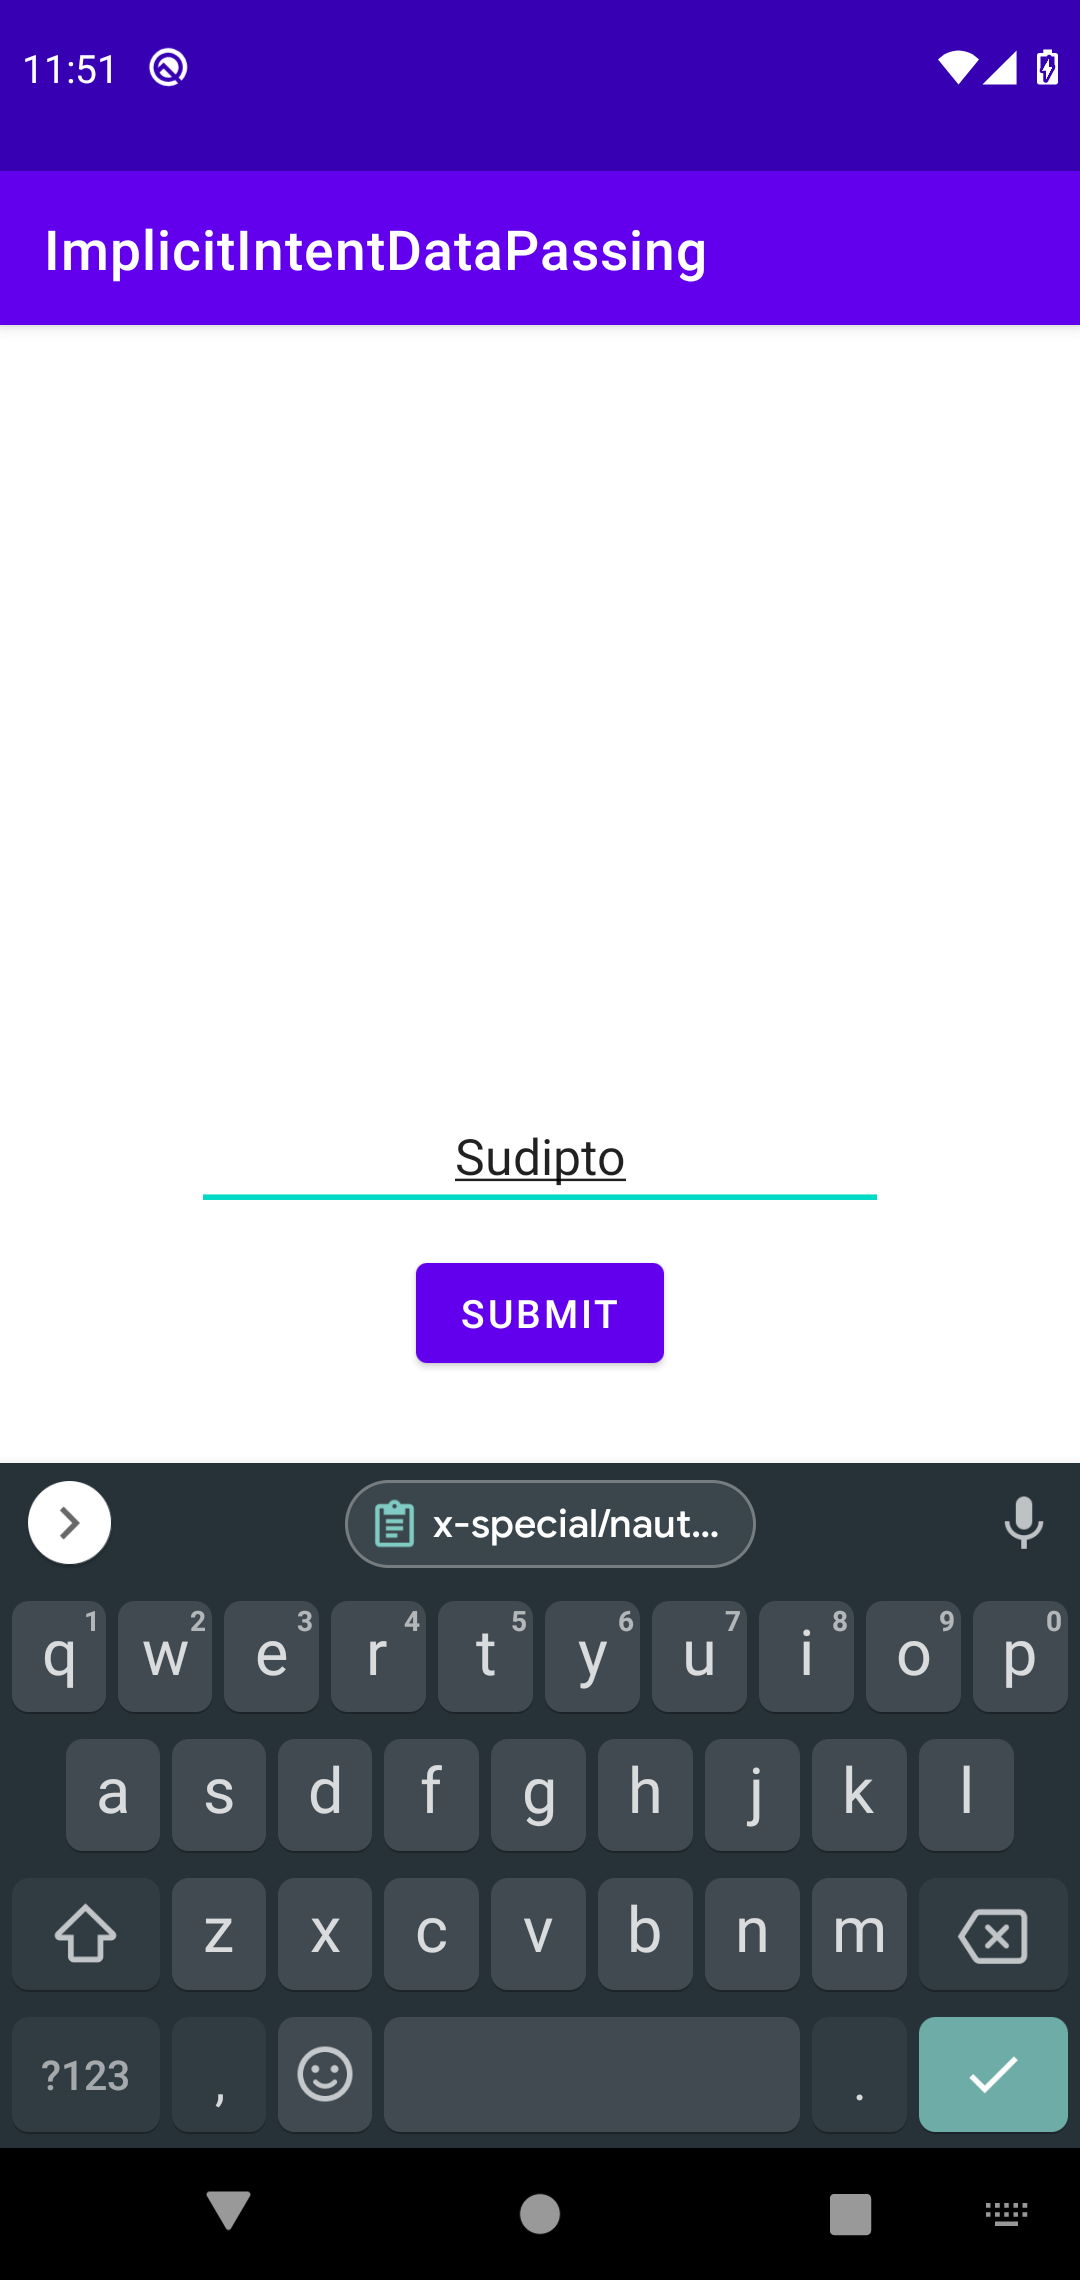 11:51
ImplicitIntentDataPassing
Sudipto
SUBMIT
x-special/naut...
q 1 w 2 e 3 r 4 t 5 y 6 u 7 i 8 o 9 p 0
a s d f g h j k l
z x c v b n m
?123 , .